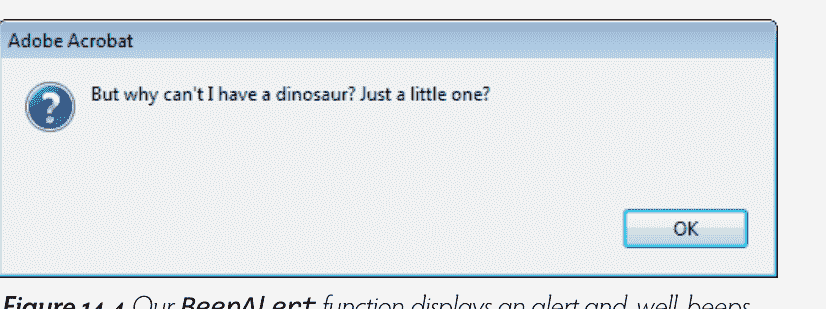 Adobe Acrobat
But why can't I have a dinosaur? Just a little one?
OK
Figure 14.4 Our BeepALert function displays an alert and, well, beeps.